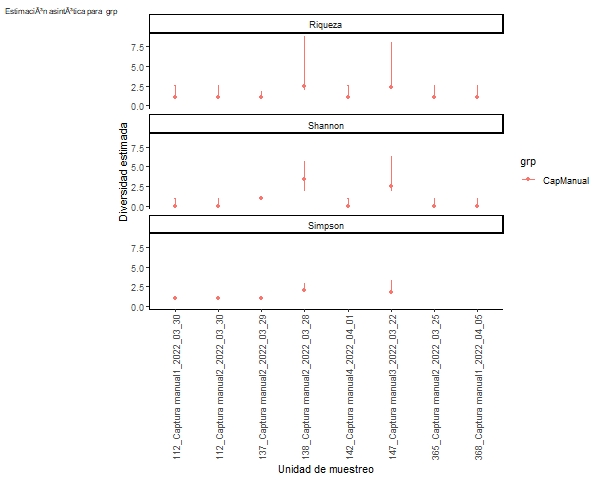 EstimaciÃ³n asintÃ³tica para grp
Riqueza
7.5
5.0
2.5
0.0
Shannon
7.5
5.0
2.5
0.0
Simpson
7.5
5.0
2.5
0.0
Diversidad estimada
112_Captura manual1_2022_03_30
112_Captura manual2_2022_03_30
137_Captura manual2_2022_03_29
138_Captura manual2_2022_03_28
142_Captura manual4_2022_04_01
147_Captura manual3_2022_03_22
365_Captura manual2_2022_03_25
368_Captura manual1_2022_04_05
Unidad de muestreo
grp
CapManual